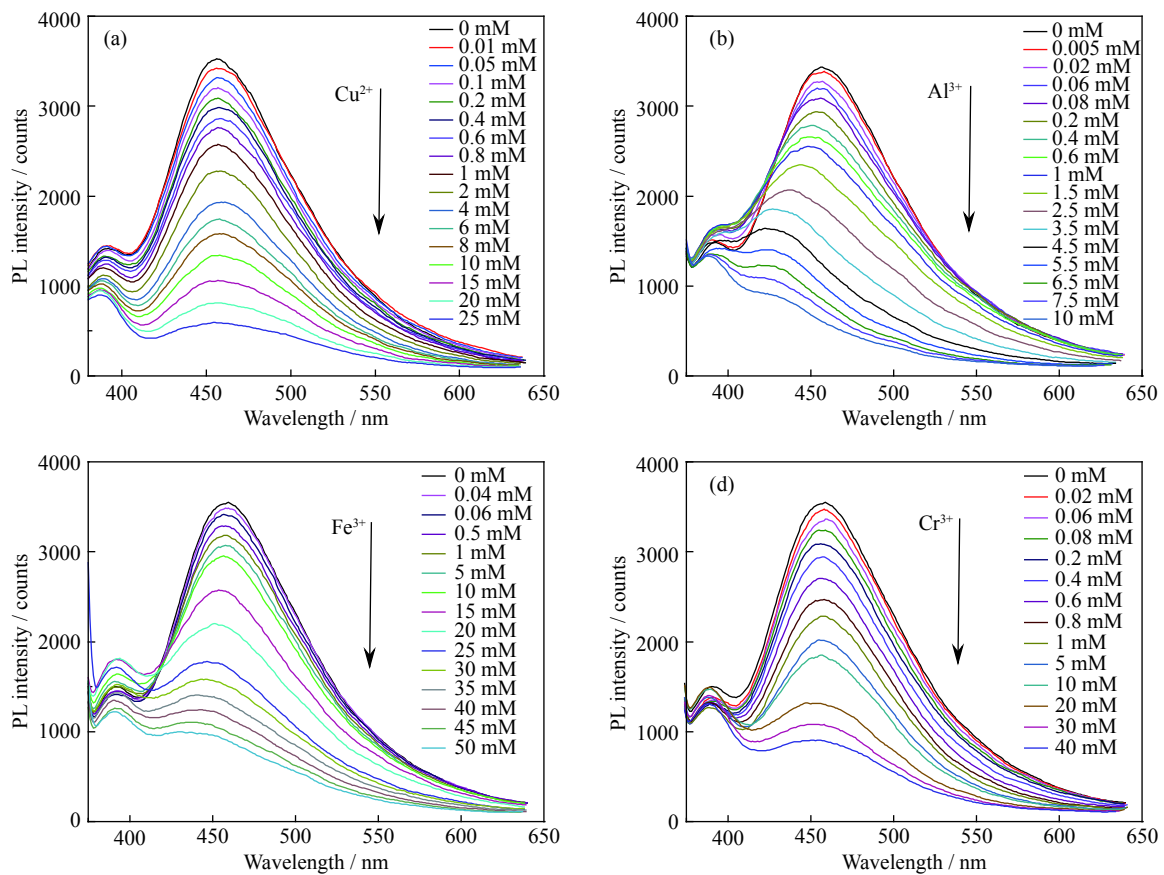 (a)
Cu²⁺
0 mM
0.01 mM
0.05 mM
0.1 mM
0.2 mM
0.4 mM
0.6 mM
0.8 mM
1 mM
2 mM
4 mM
6 mM
8 mM
10 mM
15 mM
20 mM
25 mM
PL intensity / counts
4000
3000
2000
1000
0
400 450 500 550 600 650
Wavelength / nm
(b)
Al³⁺
0 mM
0.005 mM
0.02 mM
0.06 mM
0.08 mM
0.2 mM
0.4 mM
0.6 mM
1 mM
1.5 mM
2.5 mM
3.5 mM
4.5 mM
5.5 mM
6.5 mM
7.5 mM
10 mM
PL intensity / counts
4000
3000
2000
1000
0
400 450 500 550 600 650
Wavelength / nm
Fe³⁺
0 mM
0.04 mM
0.06 mM
0.5 mM
1 mM
5 mM
10 mM
15 mM
20 mM
25 mM
30 mM
35 mM
40 mM
45 mM
50 mM
PL intensity / counts
4000
3000
2000
1000
0
400 450 500 550 600 650
Wavelength / nm
(d)
Cr³⁺
0 mM
0.02 mM
0.06 mM
0.08 mM
0.2 mM
0.4 mM
0.6 mM
0.8 mM
1 mM
5 mM
10 mM
20 mM
30 mM
40 mM
PL intensity / counts
4000
3000
2000
1000
0
400 450 500 550 600 650
Wavelength / nm